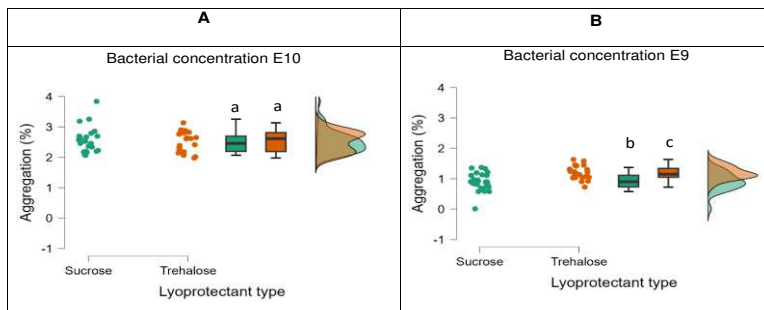 A
B
Bacterial concentration E10
4
3
2
1
0
-1
Aggregation (%)
a
a
Sucrose
Trehalose
Lyoprotectant type
Bacterial concentration E9
4
3
2
1
0
-1
Aggregation (%)
b
c
Sucrose
Trehalose
Lyoprotectant type